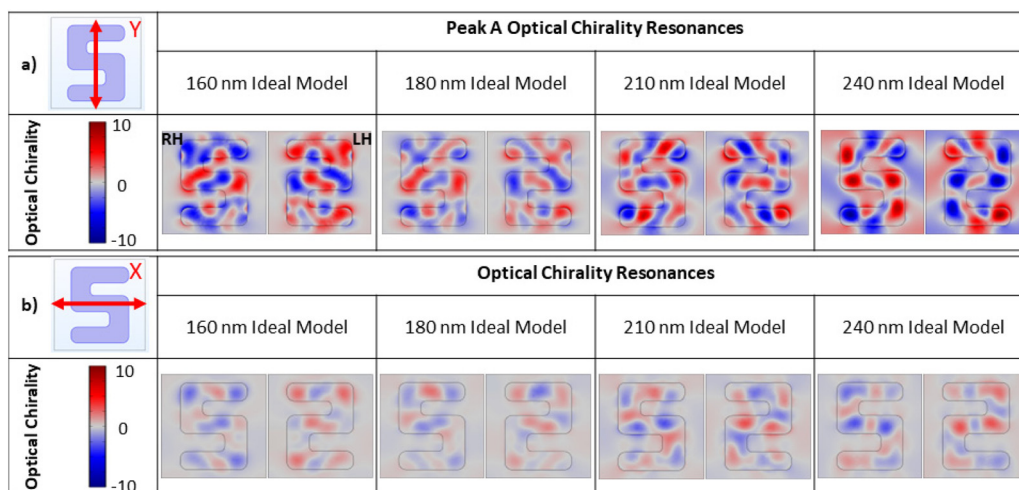 a)
Y
Peak A Optical Chirality Resonances
160 nm Ideal Model
180 nm Ideal Model
210 nm Ideal Model
240 nm Ideal Model
Optical Chirality
10
0
-10
RH
LH
b)
X
Optical Chirality Resonances
160 nm Ideal Model
180 nm Ideal Model
210 nm Ideal Model
240 nm Ideal Model
Optical Chirality
10
0
-10